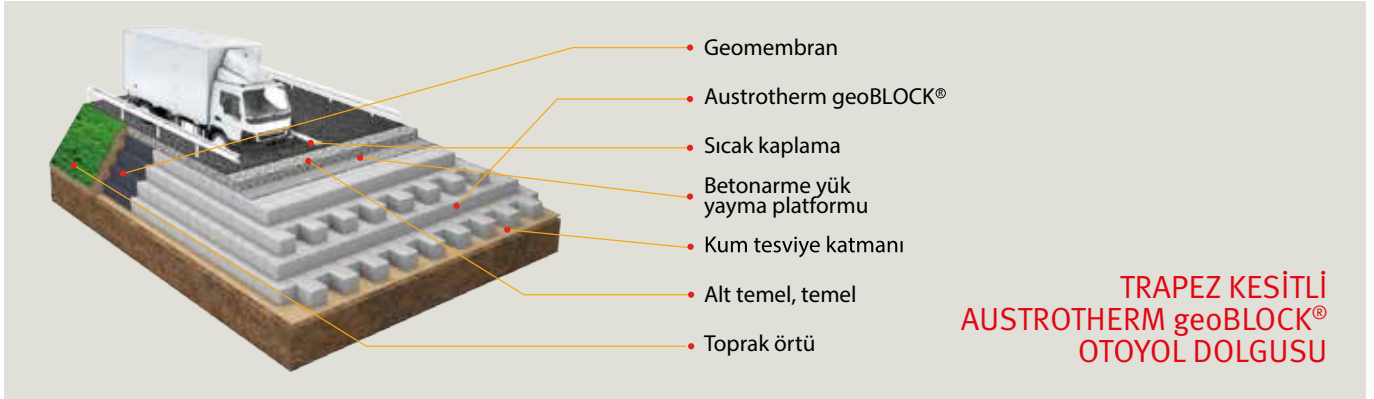 Geomembran
Austrotherm geoBLOCK®
Sıcak kaplama
Betonarme yük
yayma platformu
Kum tesviye katmanı
Alt temel, temel
Toprak örtü
TRAPEZ KESİTLİ
AUSTROTHERM geoBLOCK®
OTOYOL DOLGUSU